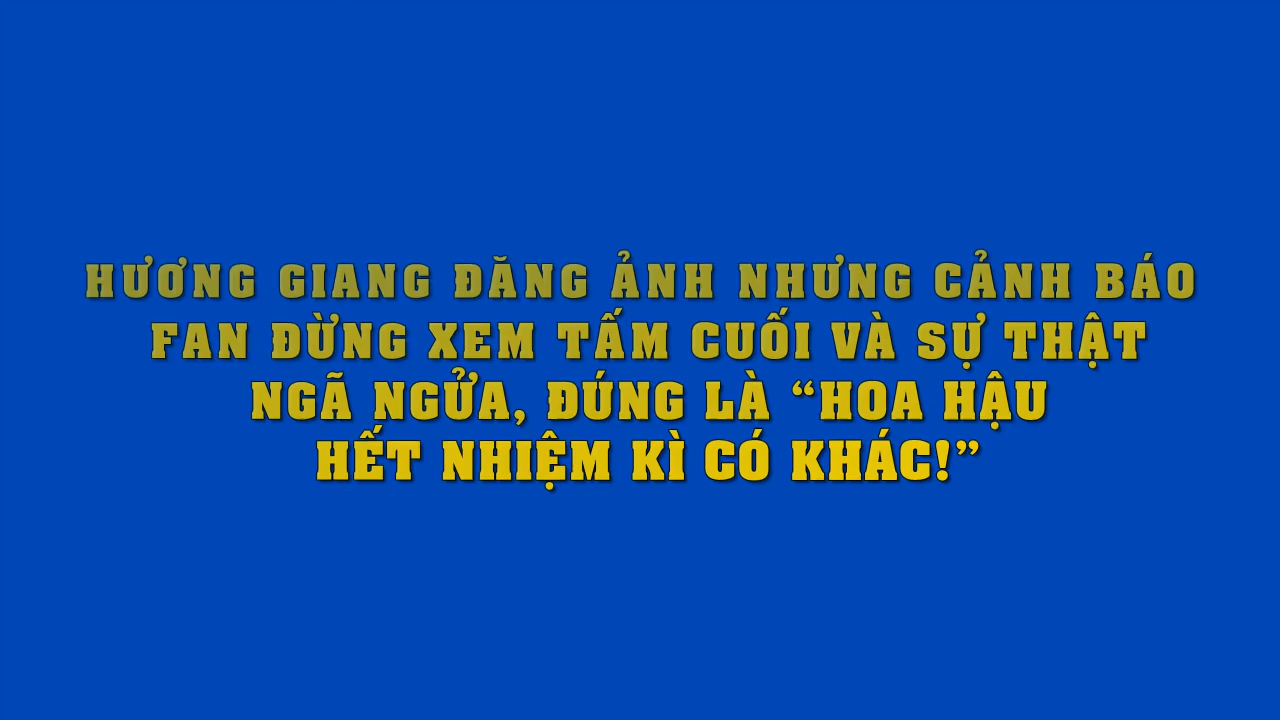 HƯƠNG GIANG ĐĂNG ẢNH NHƯNG CẢNH BÁO
FAN ĐỪNG XEM TẤM CUỐI VÀ SỰ THẬT
NGÃ NGỬA, ĐÚNG LÀ “HOA HẬU
HẾT NHIỆM KÌ CÓ KHÁC!”